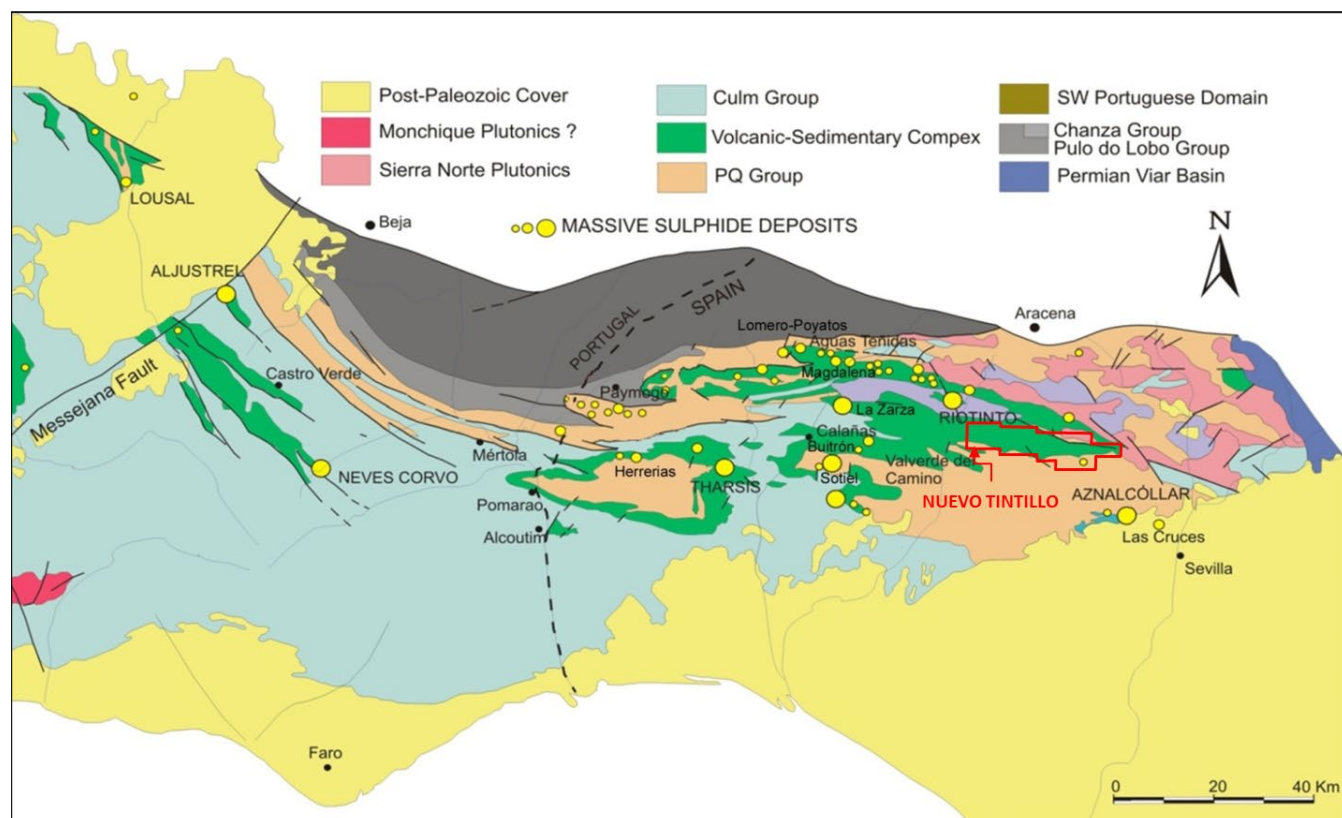 Post-Paleozoic Cover
Monchique Plutonics ?
Sierra Norte Plutonics
Culm Group
Volcanic-Sedimentary Compex
PQ Group
SW Portuguese Domain
Chanza Group
Pulo do Lobo Group
Permian Viar Basin
MASSIVE SULPHIDE DEPOSITS
N
LOUSAL
Beja
ALJUSTREL
PORTUGAL
SPAIN
Aracena
Lomero-Poyatos
Aguas Teñidas
Magdalena
Messejana Fault
Castro Verde
Paymogo
La Zarza
RIOTINTO
Calañas
Buitrón
Mértola
NEVES CORVO
Herrerias
THARSIS
Sotiel
Valverde del
Camino
NUEVO TINTILLO
Pomarao
Alcoutim
AZNALCÓLLAR
Las Cruces
Sevilla
Faro
0 20 40 Km